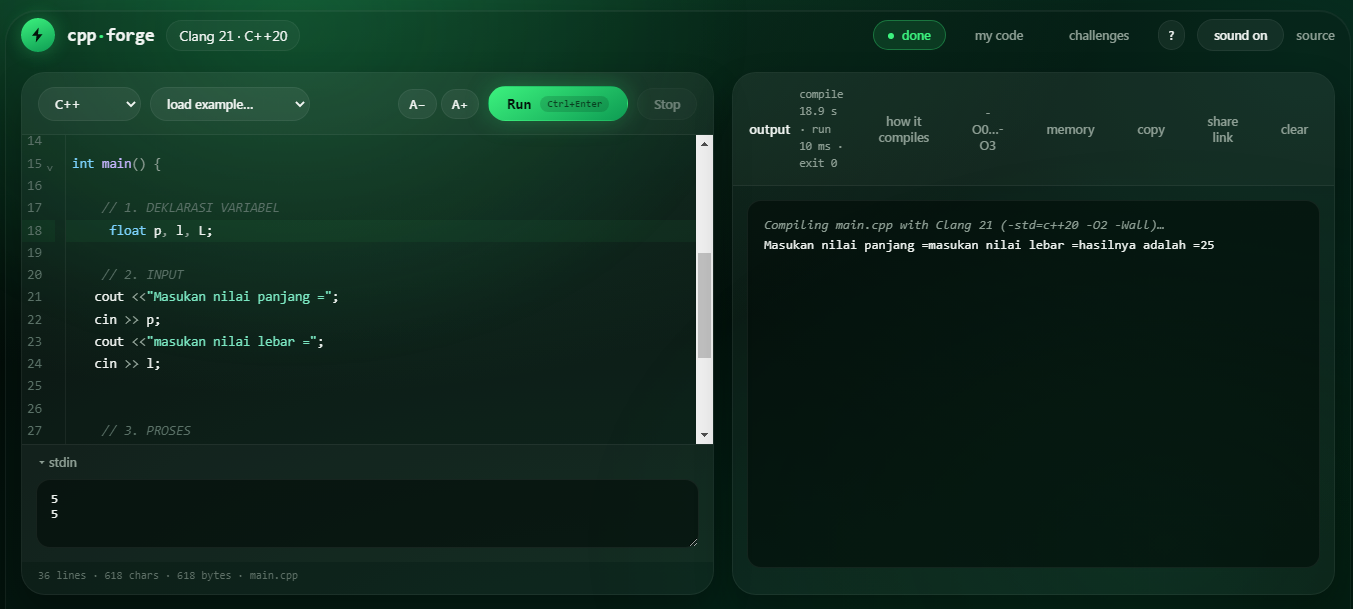 cpp·forge Clang 21 · C++20 done my code challenges ? sound on source
C++ load example... A− A+ Run Ctrl+Enter Stop
14
15 int main() {
16
17 // 1. DEKLARASI VARIABEL
18 float p, l, L;
19
20 // 2. INPUT
21 cout <<"Masukan nilai panjang =";
22 cin >> p;
23 cout <<"masukan nilai lebar =";
24 cin >> l;
25
26
27 // 3. PROSES
stdin
5
5
36 lines · 618 chars · 618 bytes · main.cpp
output
compile
18.9 s
· run
10 ms ·
exit 0
how it
compiles
-
O0…-
O3
memory
copy
share
link
clear
Compiling main.cpp with Clang 21 (-std=c++20 -O2 -Wall)…
Masukan nilai panjang =masukan nilai lebar =hasilnya adalah =25